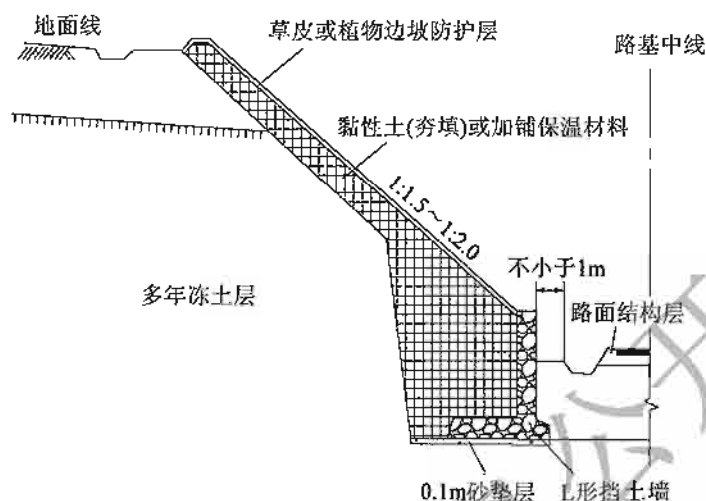 地面线
草皮或植物边坡防护层
路基中线
黏性土(夯填)或加铺保温材料
1:1.5～1:2.0
不小于1m
多年冻土层
路面结构层
0.1m砂垫层
L形挡土墙